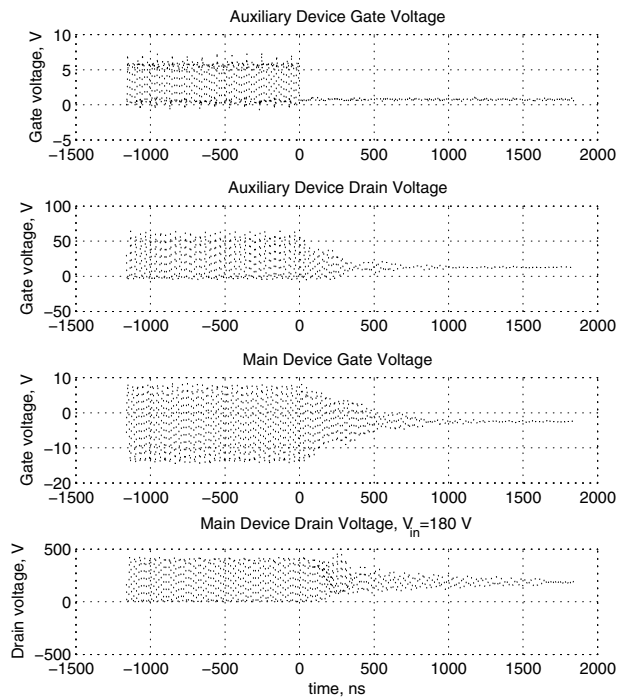 Auxiliary Device Gate Voltage
Gate voltage, V
10
5
0
−5
−1500 −1000 −500 0 500 1000 1500 2000
Auxiliary Device Drain Voltage
Gate voltage, V
100
50
0
−50
−1500 −1000 −500 0 500 1000 1500 2000
Main Device Gate Voltage
Gate voltage, V
10
0
−10
−20
−1500 −1000 −500 0 500 1000 1500 2000
Main Device Drain Voltage, Vin=180 V
Drain voltage, V
500
0
−500
−1500 −1000 −500 0 500 1000 1500 2000
time, ns